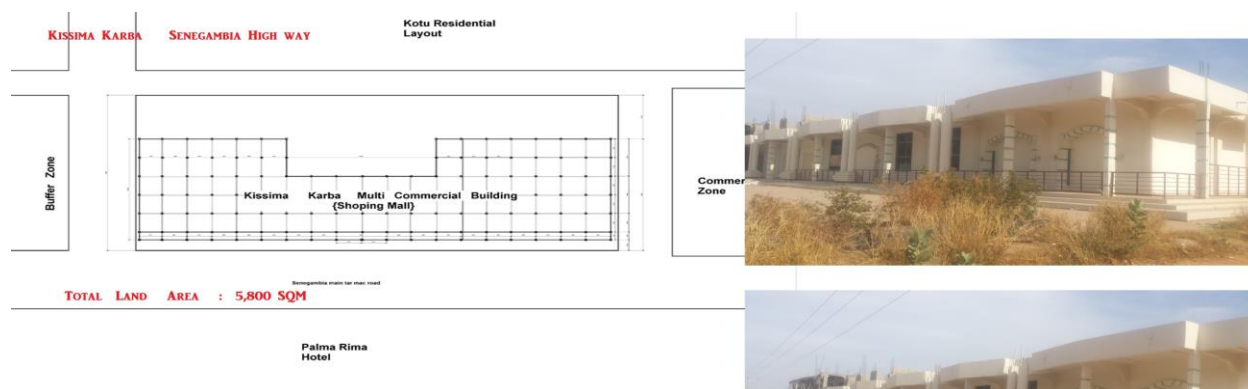 Kissima Karba Senegambia High way
Kotu Residential
Layout
Buffer Zone
Kissima Karba Multi Commercial Building
{Shoping Mall}
Zone
Senegambia main tar mac road
Total Land Area : 5,800 SQM
Palma Rima
Hotel